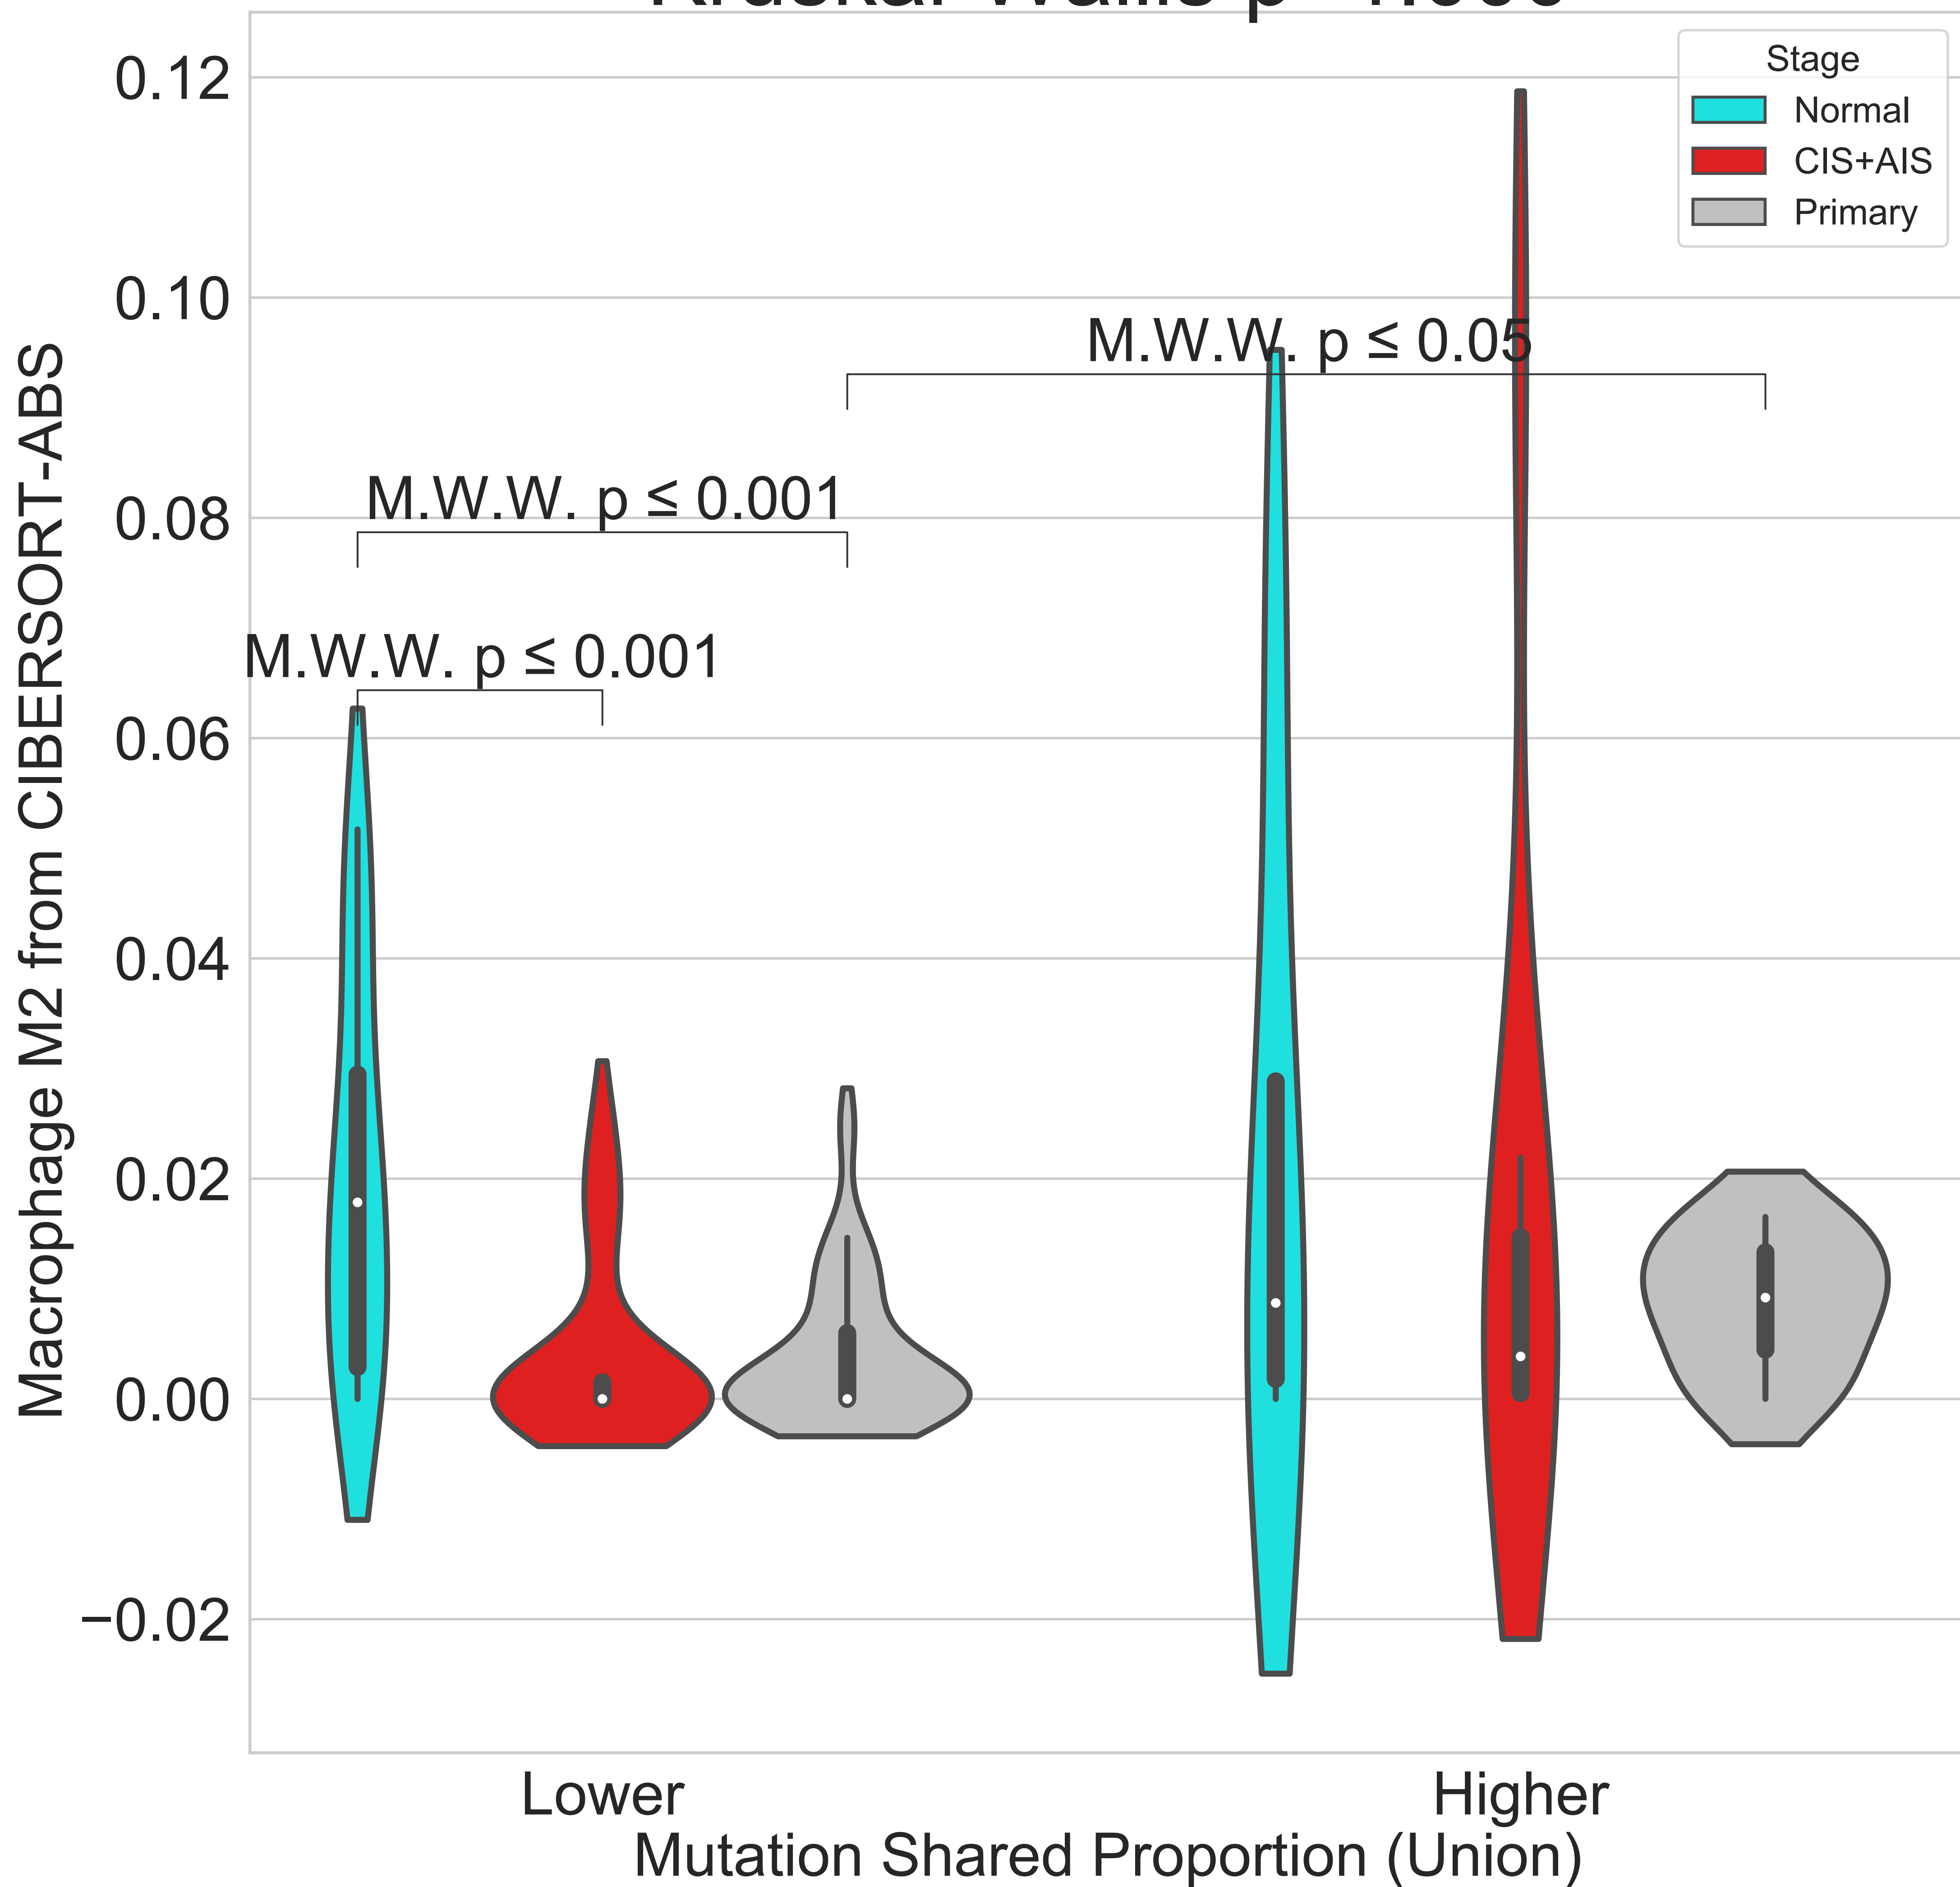 0.12
0.10
0.08
0.06
0.04
0.02
0.00
−0.02
Macrophage M2 from CIBERSORT-ABS
Stage
Normal
CIS+AIS
Primary
M.W.W. p ≤ 0.05
M.W.W. p ≤ 0.001
M.W.W. p ≤ 0.001
Lower
Higher
Mutation Shared Proportion (Union)